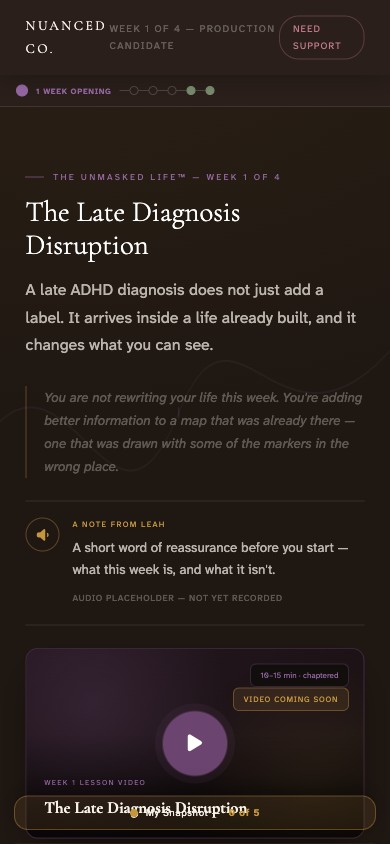 NUANCED
CO.
WEEK 1 OF 4 — PRODUCTION
CANDIDATE
NEED
SUPPORT
1 WEEK OPENING
— THE UNMASKED LIFE™ — WEEK 1 OF 4
The Late Diagnosis
Disruption
A late ADHD diagnosis does not just add a
label. It arrives inside a life already built, and it
changes what you can see.
You are not rewriting your life this week. You're adding
better information to a map that was already there —
one that was drawn with some of the markers in the
wrong place.
A NOTE FROM LEAH
A short word of reassurance before you start —
what this week is, and what it isn't.
AUDIO PLACEHOLDER — NOT YET RECORDED
10–15 min · chaptered
VIDEO COMING SOON
WEEK 1 LESSON VIDEO
The Late Diagnosis Disruption
My Snapshot
of 5